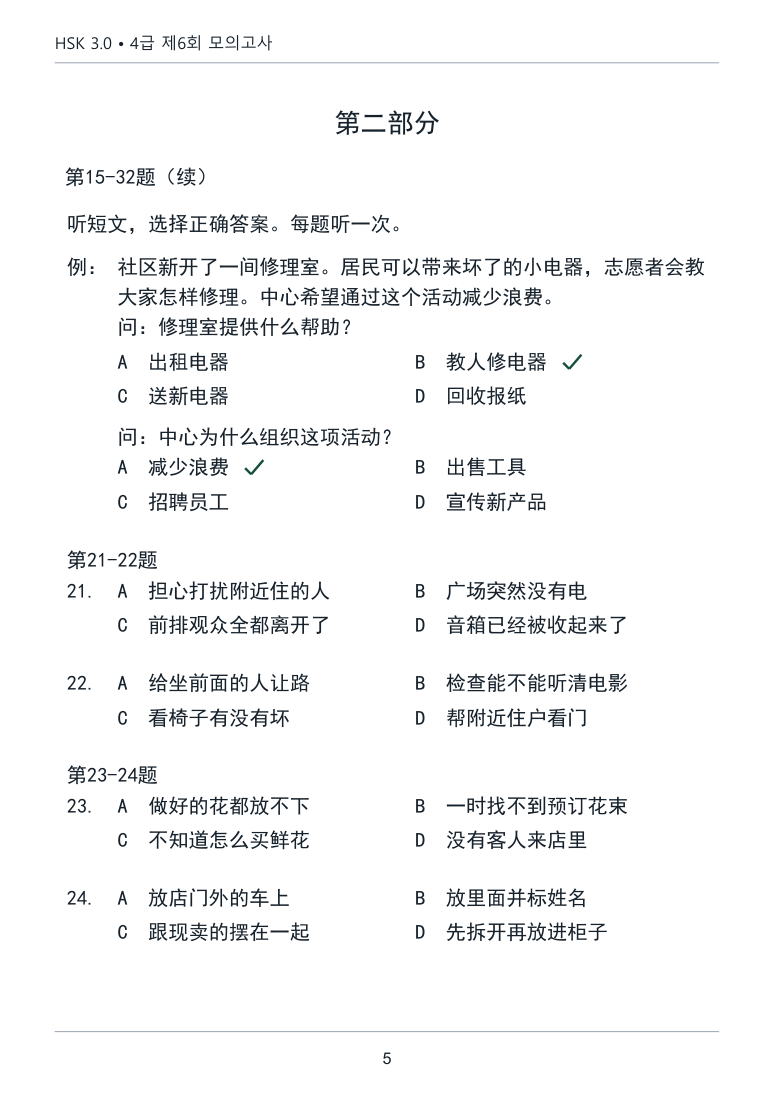 HSK 3.0 • 4급 제6회 모의고사
第二部分
第15-32题（续）
听短文，选择正确答案。每题听一次。
例： 社区新开了一间修理室。居民可以带来坏了的小电器，志愿者会教
大家怎样修理。中心希望通过这个活动减少浪费。
问：修理室提供什么帮助？
A 出租电器 B 教人修电器 ✓
C 送新电器 D 回收报纸
问：中心为什么组织这项活动？
A 减少浪费 ✓ B 出售工具
C 招聘员工 D 宣传新产品
第21-22题
21. A 担心打扰附近住的人 B 广场突然没有电
C 前排观众全都离开了 D 音箱已经被收起来了
22. A 给坐前面的人让路 B 检查能不能听清电影
C 看椅子有没有坏 D 帮附近住户看门
第23-24题
23. A 做好的花都放不下 B 一时找不到预订花束
C 不知道怎么买鲜花 D 没有客人来店里
24. A 放店门外的车上 B 放里面并标姓名
C 跟现卖的摆在一起 D 先拆开再放进柜子
5